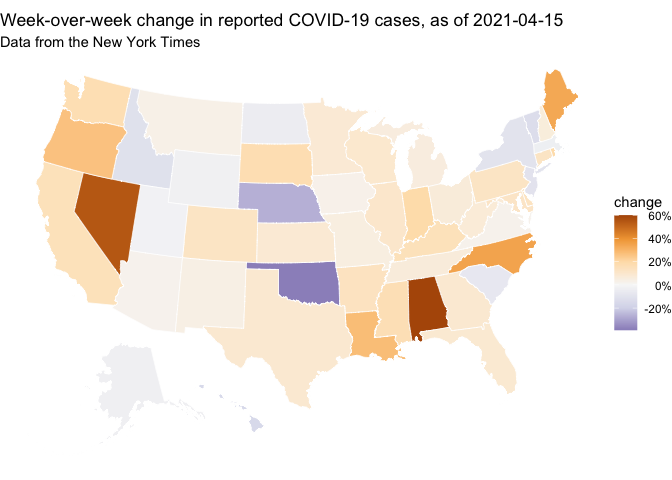 Week-over-week change in reported COVID-19 cases, as of 2021-04-15
Data from the New York Times
change
60%
40%
20%
0%
-20%